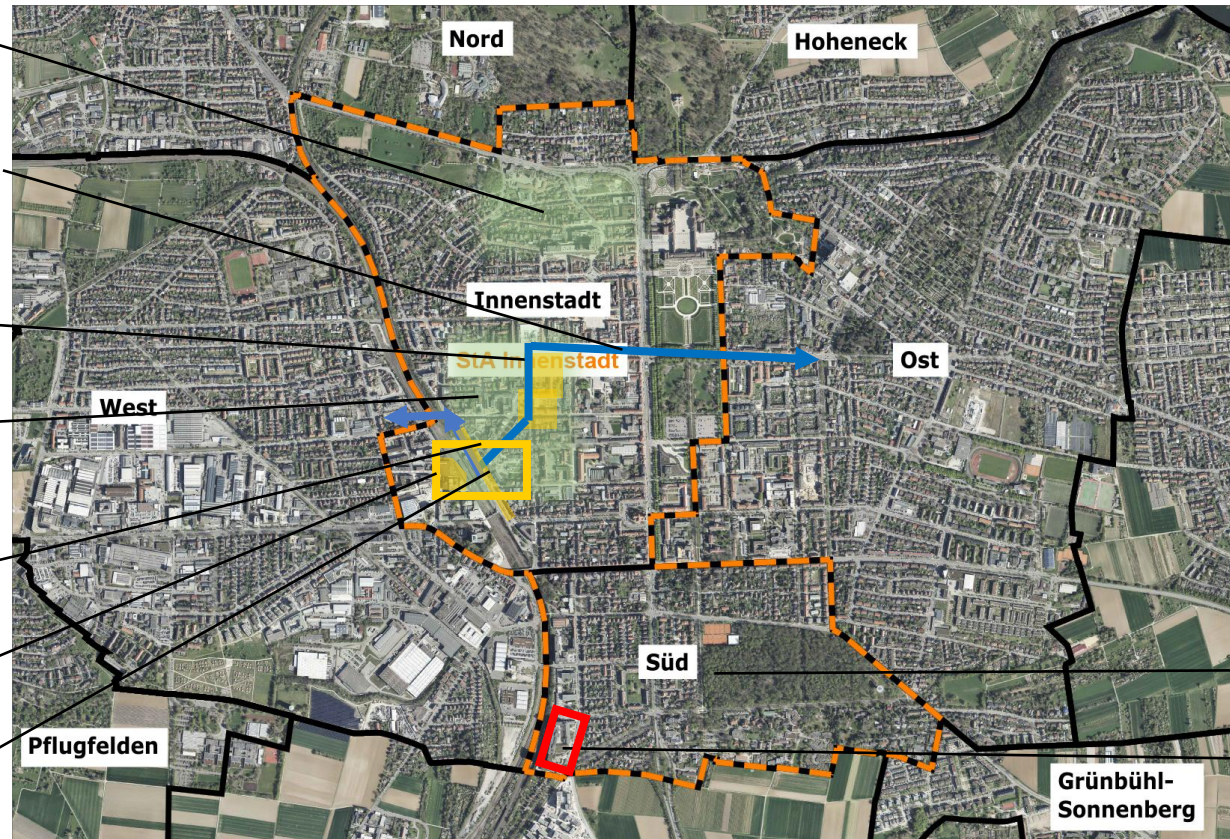 Nord
Hoheneck
Innenstadt
StA Innenstadt
Ost
West
Süd
Pflugfelden
Grünbühl-
Sonnenberg